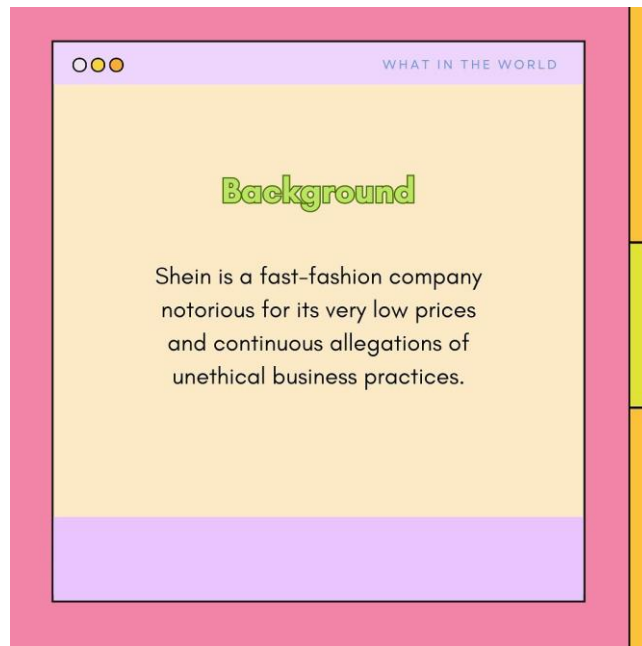 WHAT IN THE WORLD
Background
Shein is a fast-fashion company
notorious for its very low prices
and continuous allegations of
unethical business practices.